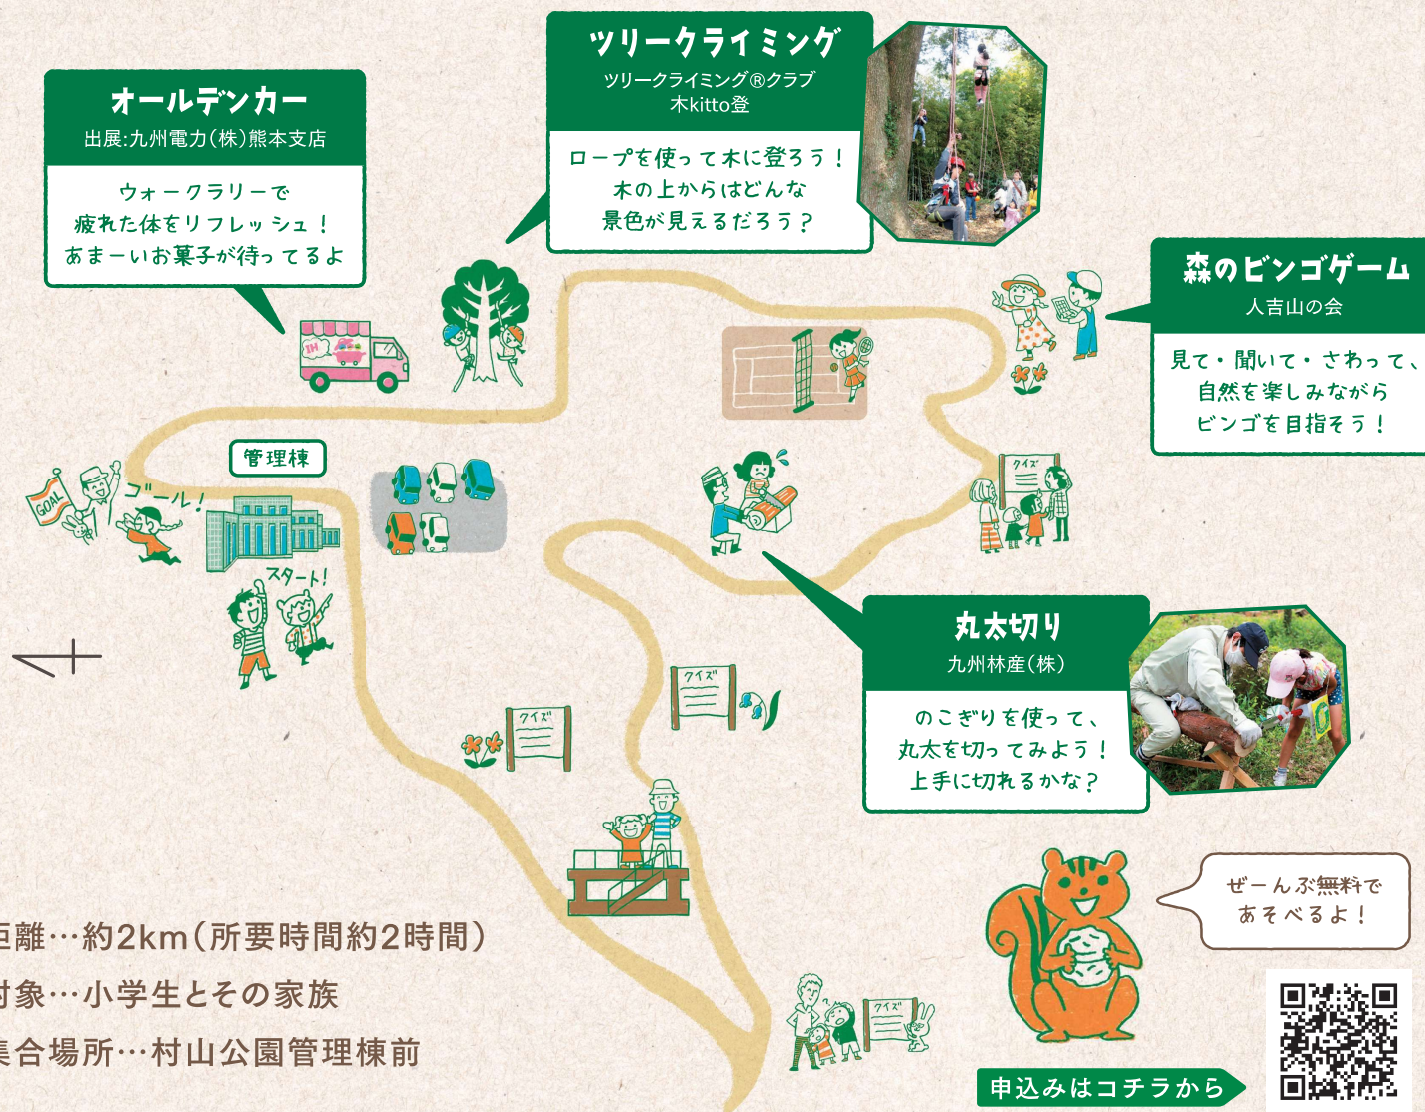 ツリークライミング
ツリークライミング®クラブ
木kitto登
ロープを使って木に登ろう！
木の上からはどんな
景色が見えるだろう？
オールデンカー
出展:九州電力(株)熊本支店
ウォークラリーで
疲れた体をリフレッシュ！
あまーいお菓子が待ってるよ
IH
森のビンゴゲーム
人吉山の会
見て・聞いて・さわって、
自然を楽しみながら
ビンゴを目指そう！
管理棟
GOAL
ゴール！
スタート！
クイズ
丸太切り
九州林産(株)
のこぎりを使って、
丸太を切ってみよう！
上手に切れるかな？
クイズ
クイズ
クイズ
ぜーんぶ無料で
あそべるよ！
距離…約2km(所要時間約2時間)
対象…小学生とその家族
集合場所…村山公園管理棟前
申込みはコチラから